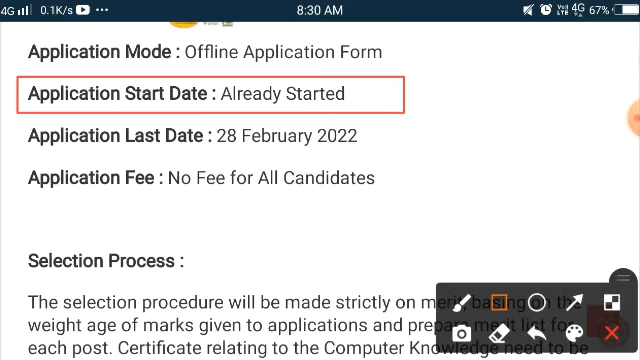 4G 0.1K/s ... 8:30 AM VoI LTE 4G 67%
Application Mode : Offline Application Form
Application Start Date : Already Started
Application Last Date : 28 February 2022
Application Fee : No Fee for All Candidates
Selection Process :
The selection procedure will be made strictly on merit, basing on the
weight age of marks given to applications and prepare merit list for
each post. Certificate relating to the Computer Knowledge need to be